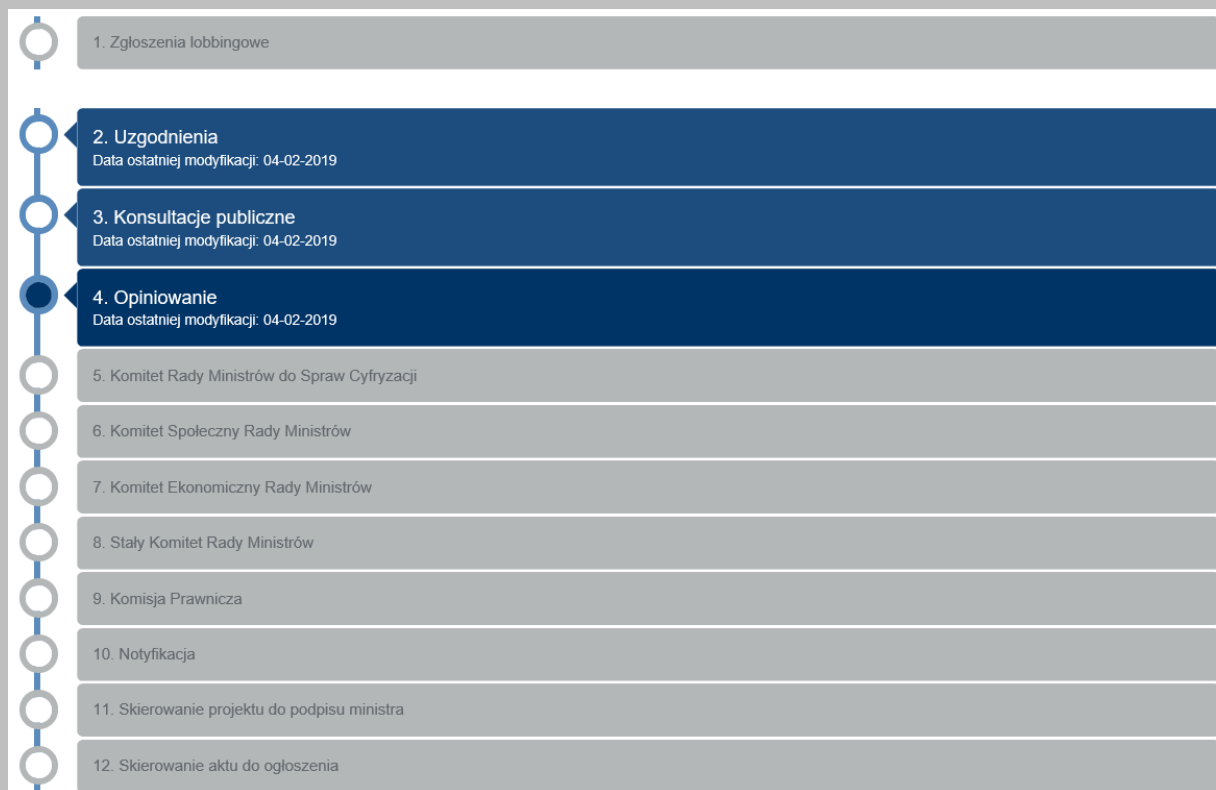 1. Zgłoszenia lobbingowe
2. Uzgodnienia
Data ostatniej modyfikacji: 04-02-2019
3. Konsultacje publiczne
Data ostatniej modyfikacji: 04-02-2019
4. Opiniowanie
Data ostatniej modyfikacji: 04-02-2019
5. Komitet Rady Ministrów do Spraw Cyfryzacji
6. Komitet Społeczny Rady Ministrów
7. Komitet Ekonomiczny Rady Ministrów
8. Stały Komitet Rady Ministrów
9. Komisja Prawnicza
10. Notyfikacja
11. Skierowanie projektu do podpisu ministra
12. Skierowanie aktu do ogłoszenia